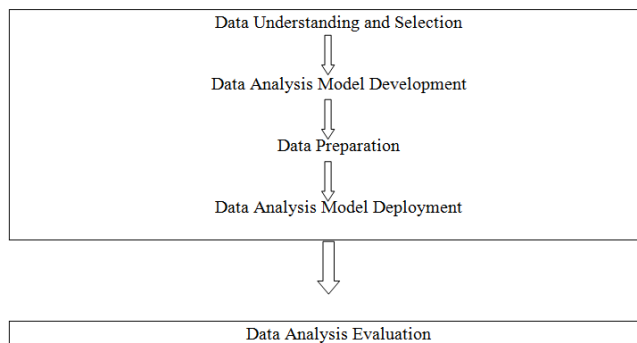 Data Understanding and Selection
Data Analysis Model Development
Data Preparation
Data Analysis Model Deployment
Data Analysis Evaluation